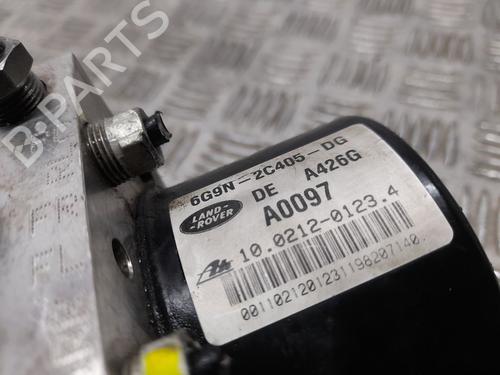 6G9N-2C405-DG
DE A426G
LAND-
-ROVER
A0097
10.0212-0123.4
00110212012311982071​40
B-PARTS